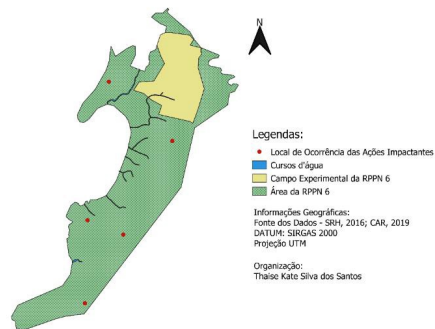 N
Legendas:
Local de Ocorrência das Ações Impactantes
Cursos d'água
Campo Experimental da RPPN 6
Área da RPPN 6
Informações Geográficas:
Fonte dos Dados - SRH, 2016; CAR, 2019
DATUM: SIRGAS 2000
Projeção UTM
Organização:
Thaise Kate Silva dos Santos